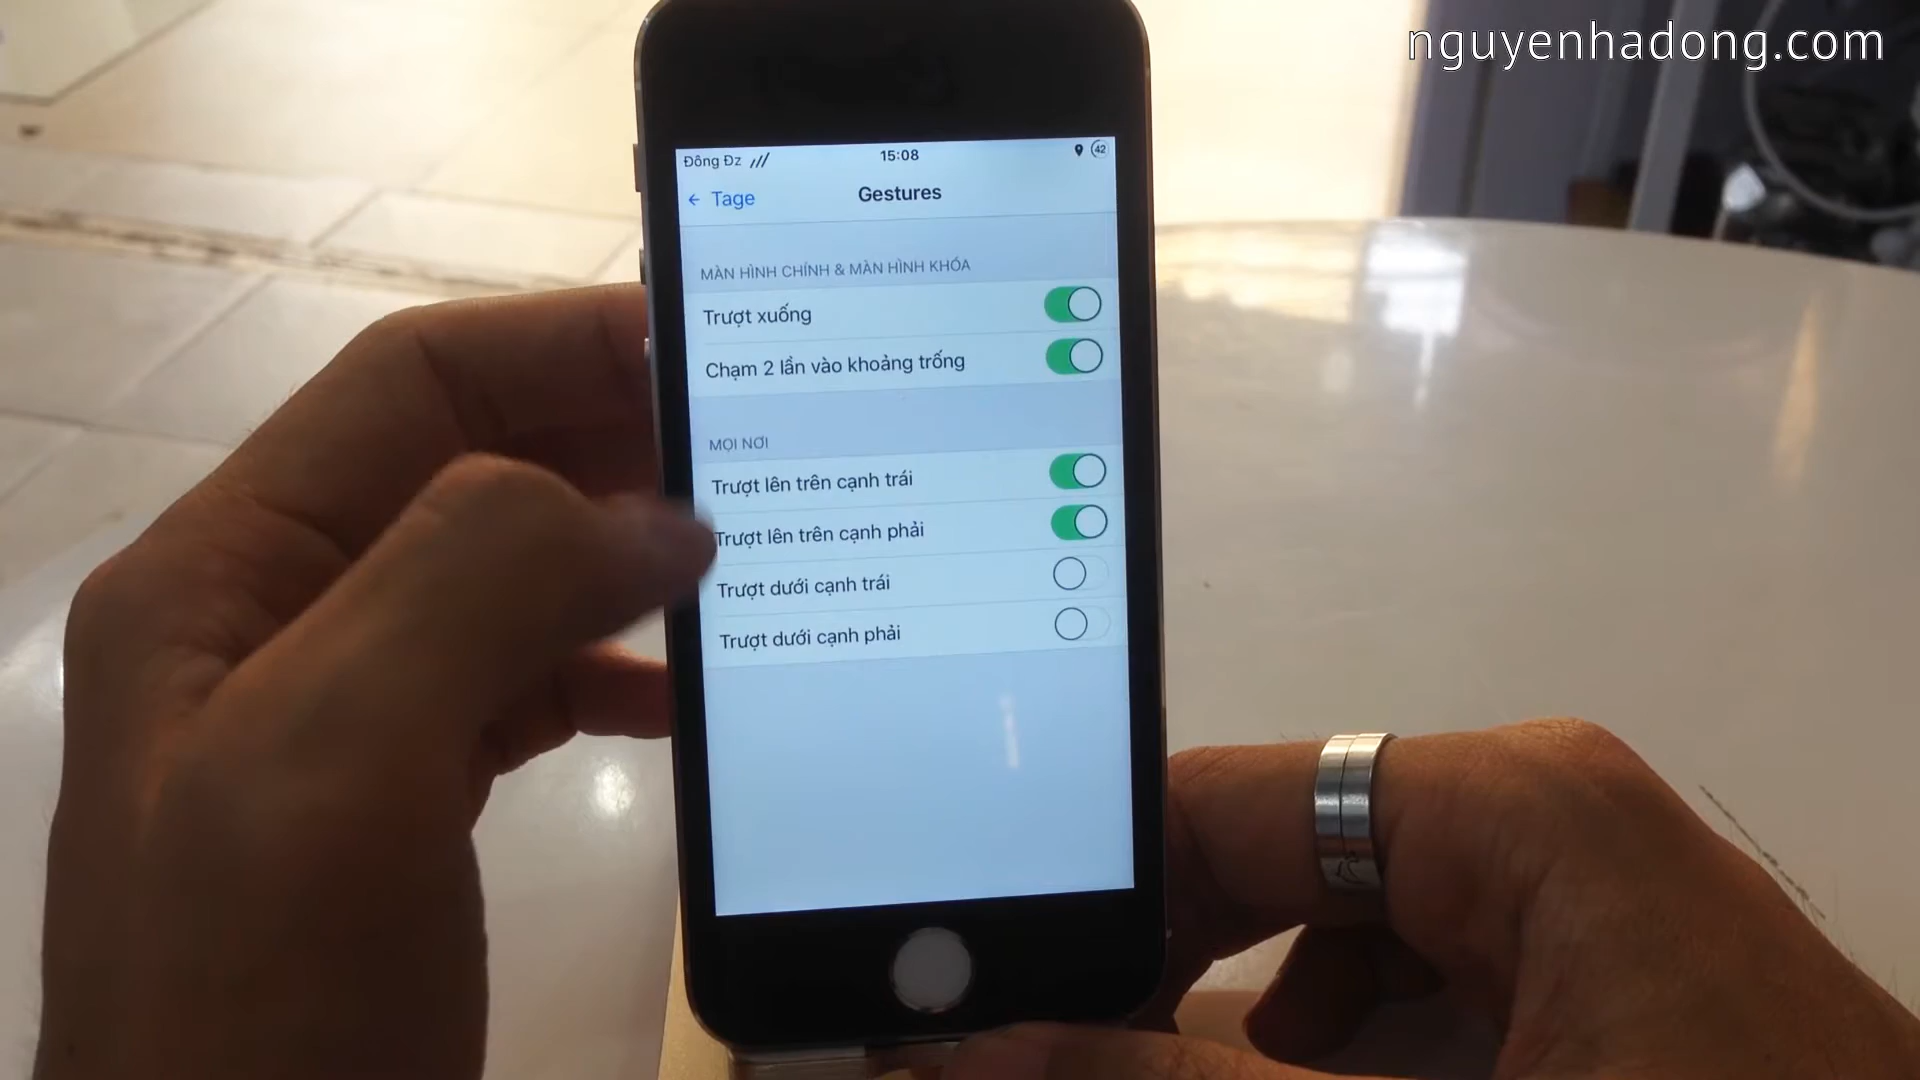 nguyenhadong.com
Đông Đz
15:08
42
Tage
Gestures
MÀN HÌNH CHÍNH & MÀN HÌNH KHÓA
Trượt xuống
Chạm 2 lần vào khoảng trống
MỌI NƠI
Trượt lên trên cạnh trái
Trượt lên trên cạnh phải
Trượt dưới cạnh trái
Trượt dưới cạnh phải